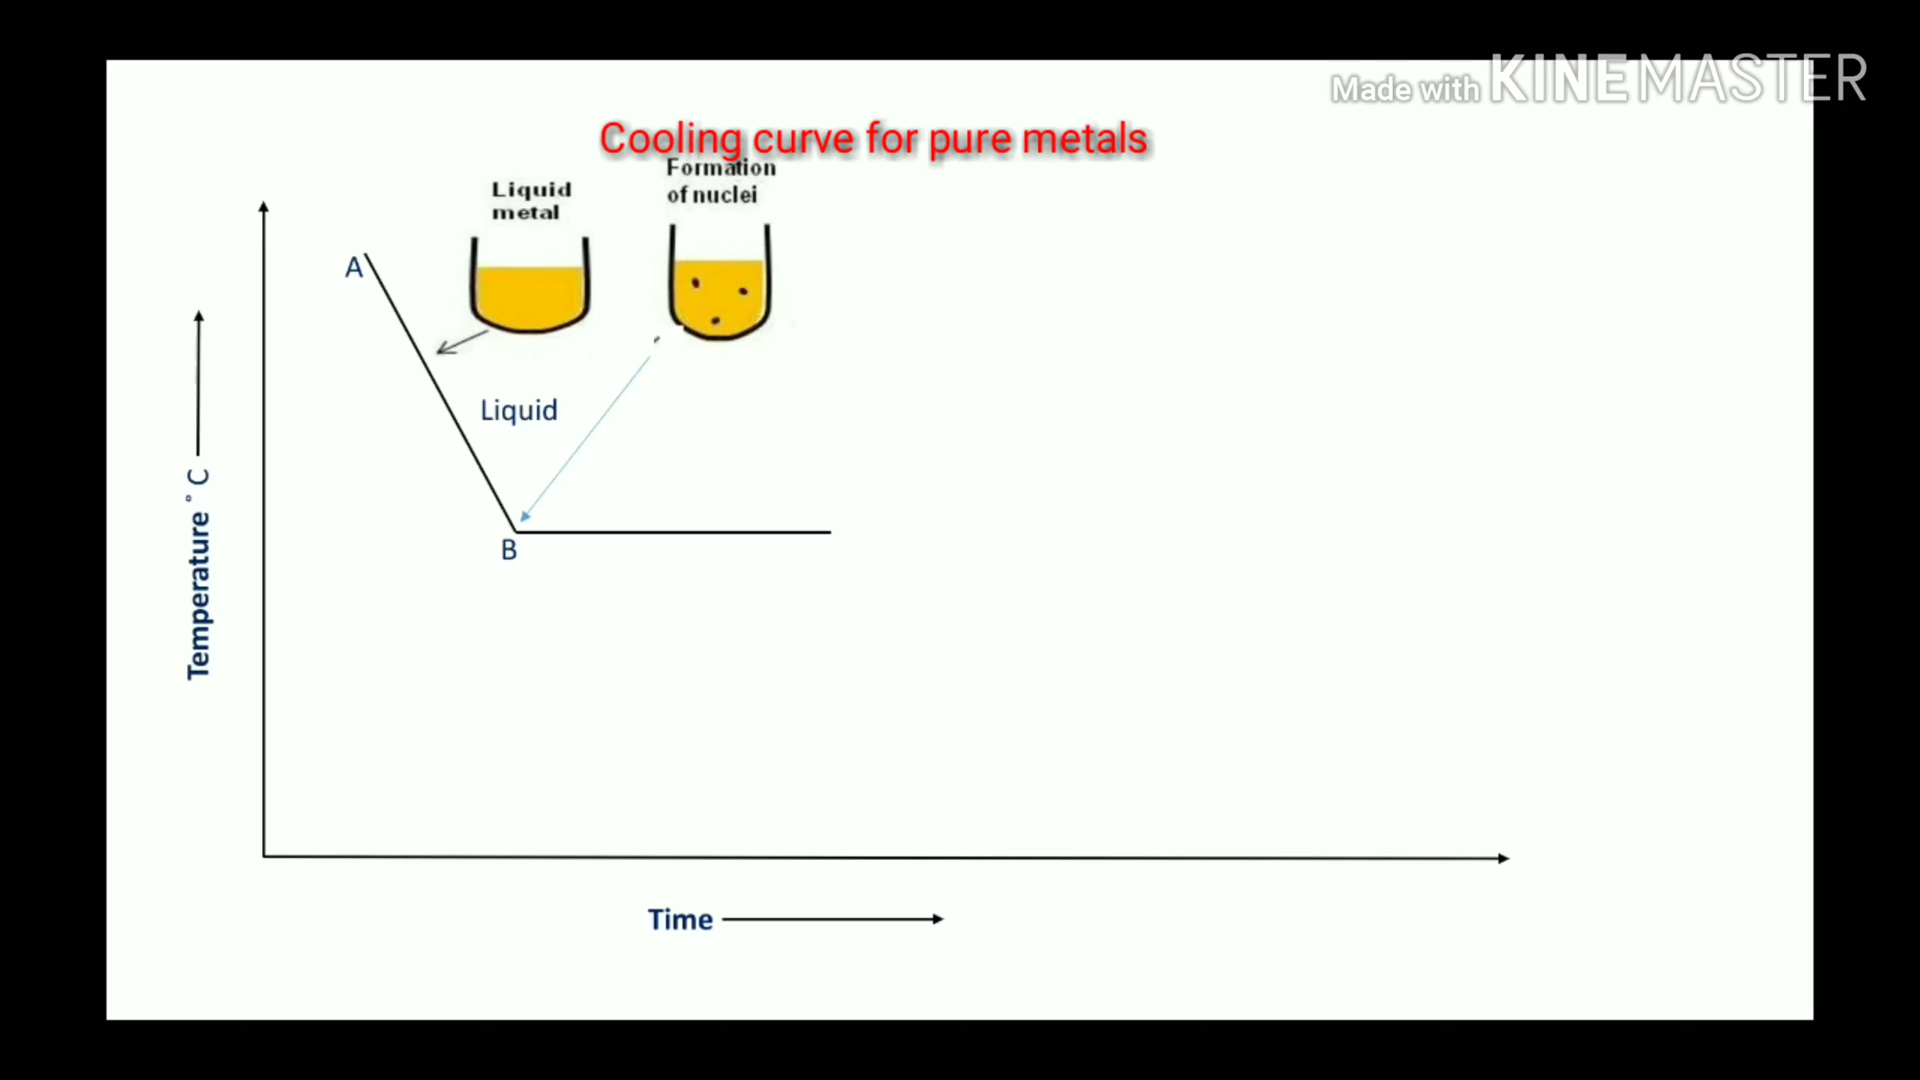 Made with KINEMASTER
Cooling curve for pure metals
Liquid
metal
Formation
of nuclei
A
Liquid
B
Temperature ° C
Time